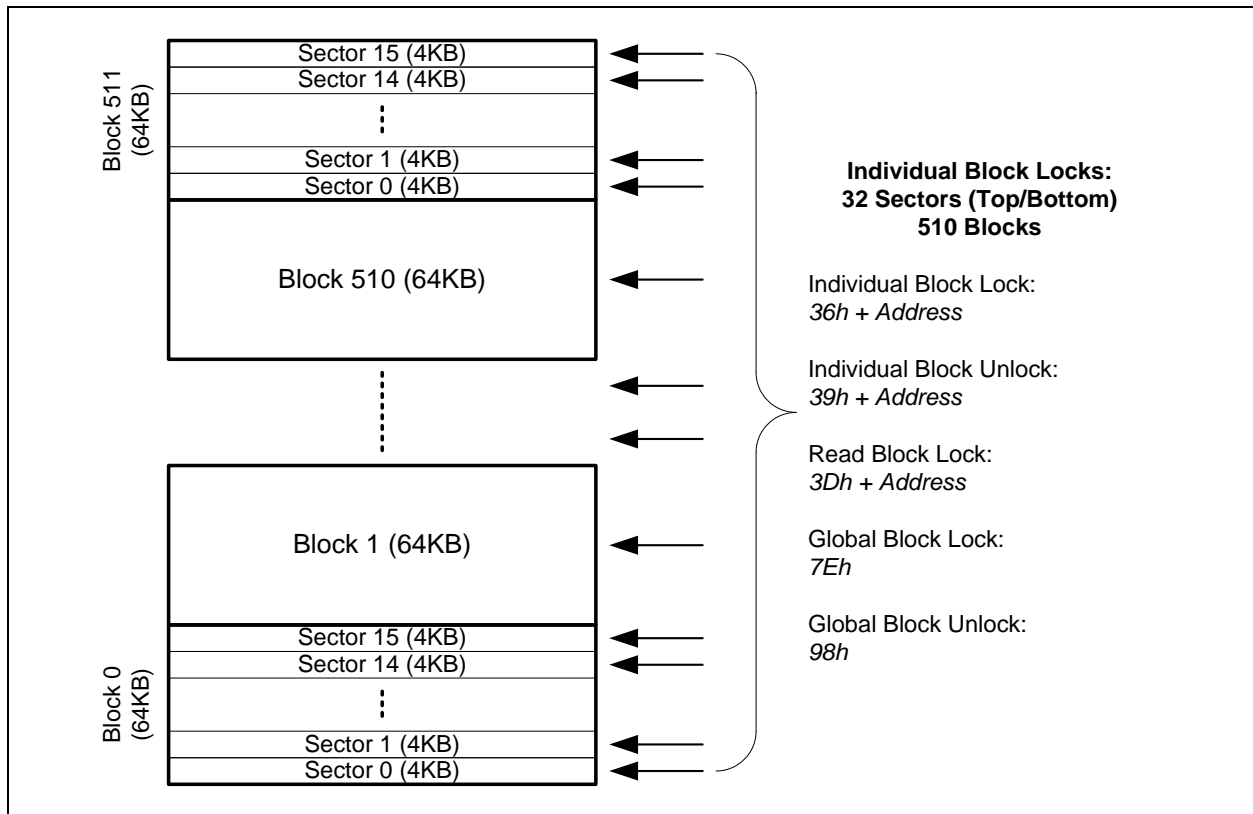 Block 511
(64KB)
Sector 15 (4KB)
Sector 14 (4KB)
Sector 1 (4KB)
Sector 0 (4KB)
Block 510 (64KB)
Block 1 (64KB)
Block 0
(64KB)
Sector 15 (4KB)
Sector 14 (4KB)
Sector 1 (4KB)
Sector 0 (4KB)
Individual Block Locks:
32 Sectors (Top/Bottom)
510 Blocks
Individual Block Lock:
36h + Address
Individual Block Unlock:
39h + Address
Read Block Lock:
3Dh + Address
Global Block Lock:
7Eh
Global Block Unlock:
98h